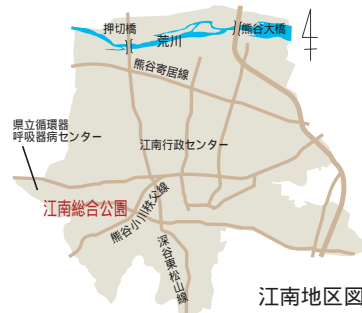 押切橋
荒川
熊谷大橋
熊谷寄居線
県立循環器
呼吸器病センター
江南行政センター
江南総合公園
熊谷小川秩父線
深谷東松山線
江南地区図